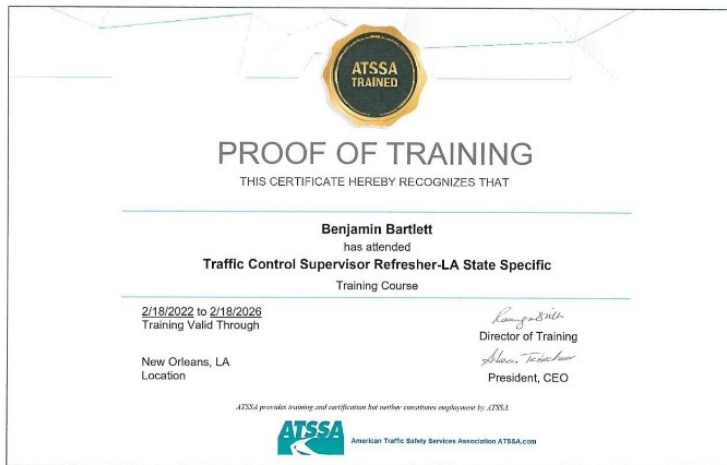 ATSSA
TRAINED
PROOF OF TRAINING
THIS CERTIFICATE HEREBY RECOGNIZES THAT
Benjamin Bartlett
has attended
Traffic Control Supervisor Refresher-LA State Specific
Training Course
2/18/2022 to 2/18/2026
Training Valid Through
Director of Training
New Orleans, LA
Location
President, CEO
ATSSA provides training and certification but neither constitutes employment by ATSSA.
ATSSA
American Traffic Safety Services Association ATSSA.com